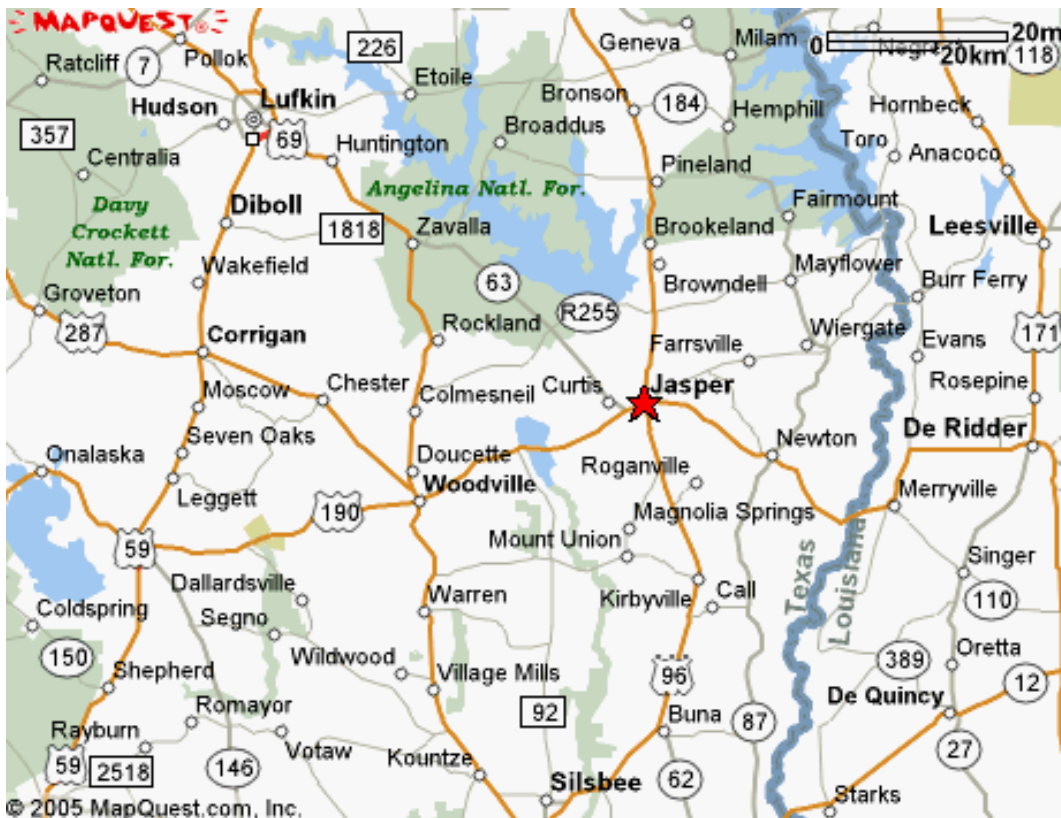 MAPQUEST®
226
Geneva
Milam
0 20m
20km
118
Ratcliff
7
Pollok
Etoile
Bronson
184
Hudson
Lufkin
Hemphill
Hornbeck
357
69
Broaddus
Toro
Centralia
Huntington
Pineland
Anacoco
Angelina Natl. For.
Fairmount
Davy
Crockett
Natl. For.
Diboll
1818
Zavalla
Brookeland
Leesville
Wakefield
63
Browndell
Mayflower
Burr Ferry
Groveton
287
R255
Rockland
Wiergate
171
Corrigan
Farrsville
Evans
Moscow
Chester
Colmesneil
Curtis
Jasper
Rosepine
Seven Oaks
Newton
De Ridder
Onalaska
Doucette
Roganville
Leggett
Woodville
Merryville
190
Magnolia Springs
59
Mount Union
Texas
Louisiana
Singer
Dallardsville
Warren
Kirbyville
Call
110
Coldspring
Segno
150
Wildwood
Village Mills
96
389
Oretta
Shepherd
12
92
De Quincy
Romayor
Buna
87
Rayburn
Votaw
Kountze
27
59
2518
146
Silsbee
62
Starks
© 2005 MapQuest.com, Inc.